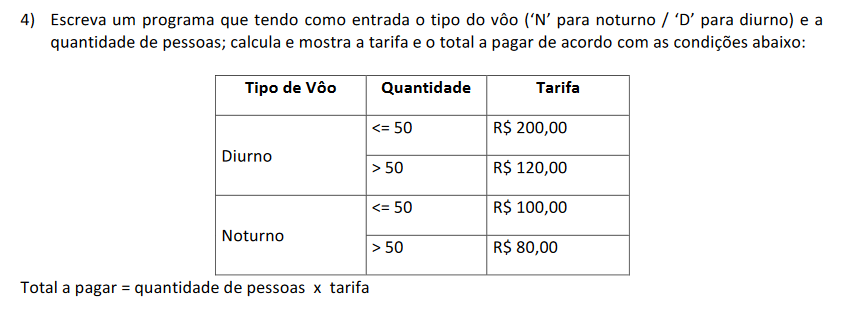 4) Escreva um programa que tendo como entrada o tipo do vôo (‘N’ para noturno / ‘D’ para diurno) e a
quantidade de pessoas; calcula e mostra a tarifa e o total a pagar de acordo com as condições abaixo:
Tipo de Vôo Quantidade Tarifa
Diurno
<= 50 R$ 200,00
> 50 R$ 120,00
Noturno
<= 50 R$ 100,00
> 50 R$ 80,00
Total a pagar = quantidade de pessoas x tarifa